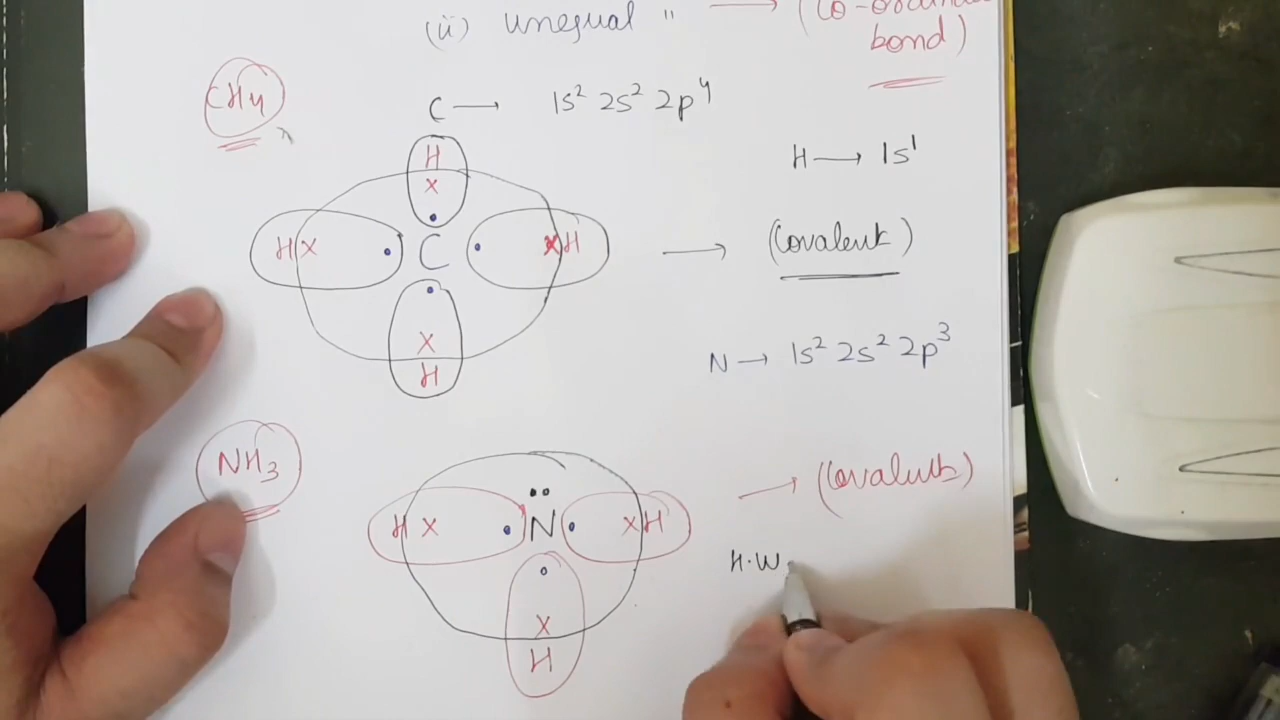 (ii) unequal " →
bond)
CH4
C → 1s² 2s² 2p⁴
H → 1s¹
H
X
H X • C • X H
→ (Covalent)
X
H
N → 1s² 2s² 2p³
NH3
→ (Covalent)
H X • N • X H
H.W.
X
H